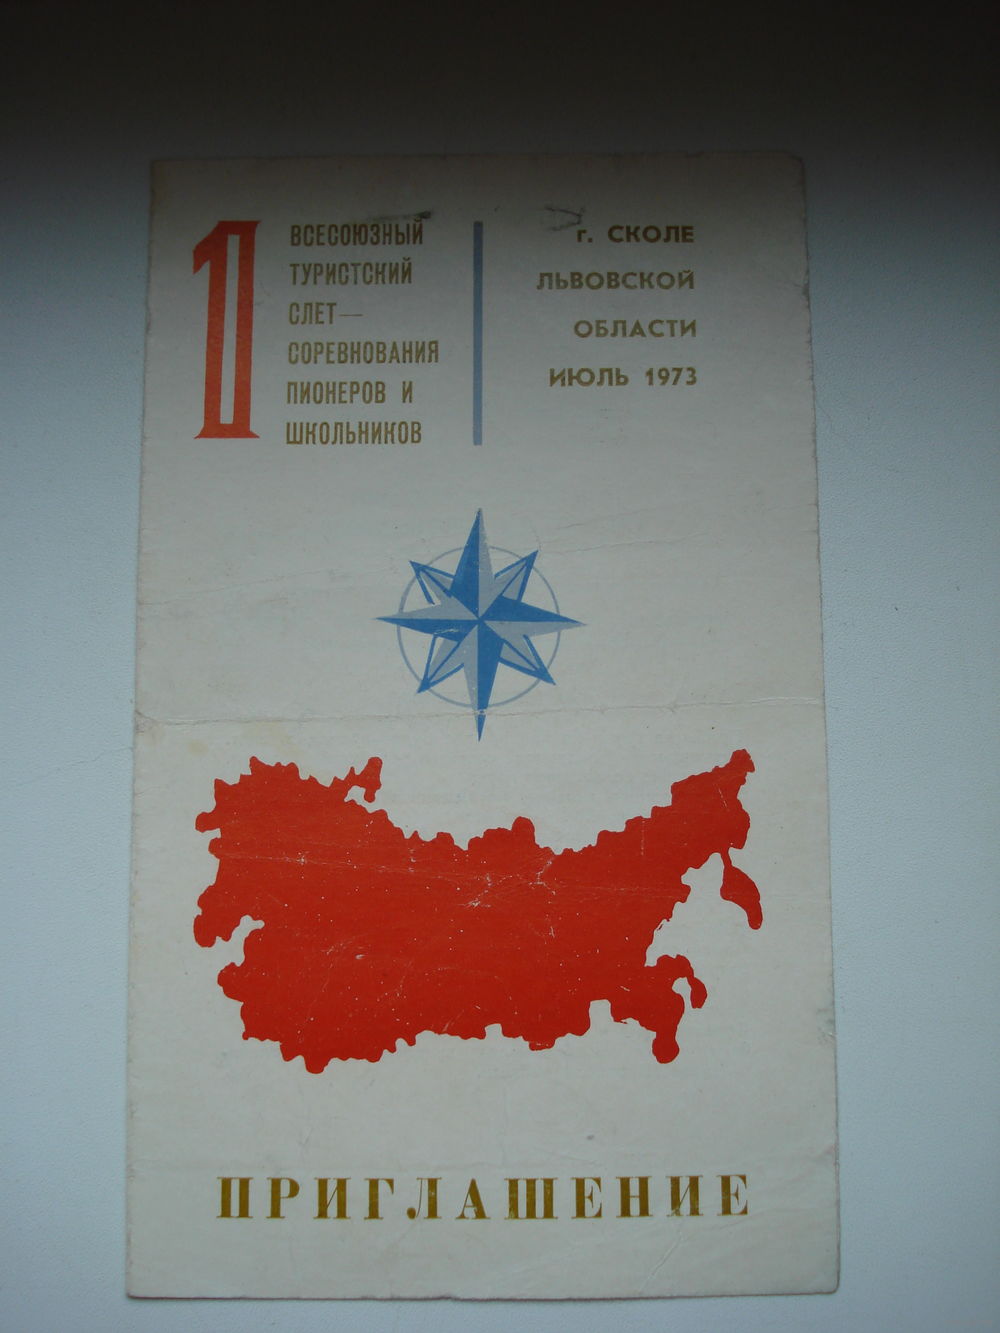 1
ВСЕСОЮЗНЫЙ
ТУРИСТСКИЙ
СЛЕТ—
СОРЕВНОВАНИЯ
ПИОНЕРОВ И
ШКОЛЬНИКОВ
г. СКОЛЕ
ЛЬВОВСКОЙ
ОБЛАСТИ
ИЮЛЬ 1973
ПРИГЛАШЕНИЕ